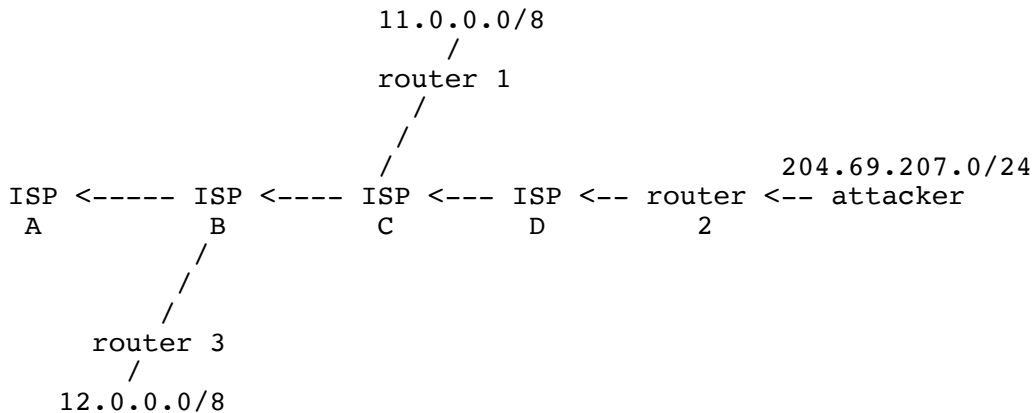 11.0.0.0/8
/
router 1
/
/
/
204.69.207.0/24
ISP <----- ISP <---- ISP <--- ISP <-- router <-- attacker
A B C D 2
/
/
/
router 3
/
12.0.0.0/8